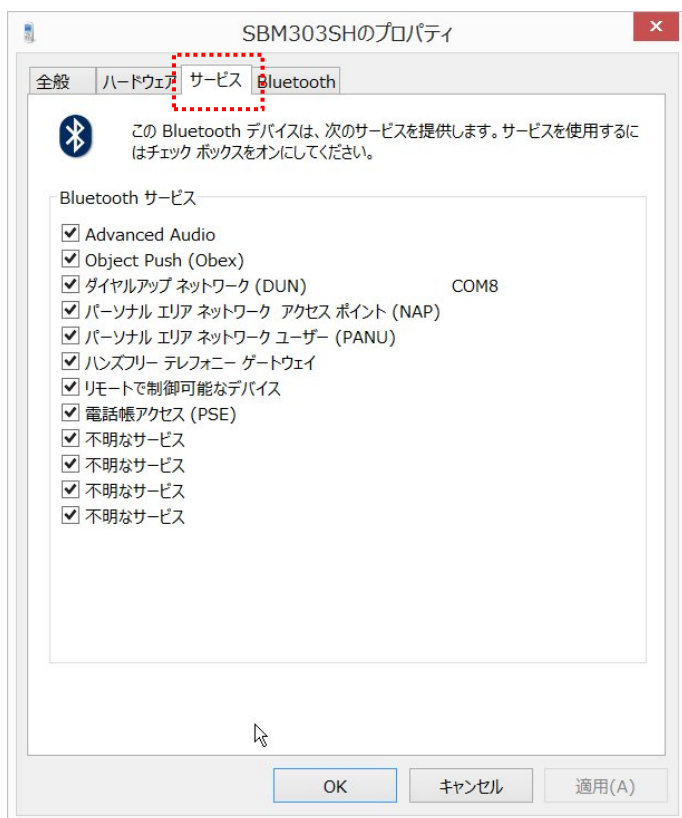 SBM303SHのプロパティ
全般 ハードウェア サービス Bluetooth
この Bluetooth デバイスは、次のサービスを提供します。サービスを使用するに
はチェック ボックスをオンにしてください。
Bluetooth サービス
Advanced Audio
Object Push (Obex)
ダイヤルアップ ネットワーク (DUN) COM8
パーソナル エリア ネットワーク アクセス ポイント (NAP)
パーソナル エリア ネットワーク ユーザー (PANU)
ハンズフリー テレフォニー ゲートウェイ
リモートで制御可能なデバイス
電話帳アクセス (PSE)
不明なサービス
不明なサービス
不明なサービス
不明なサービス
OK キャンセル 適用(A)